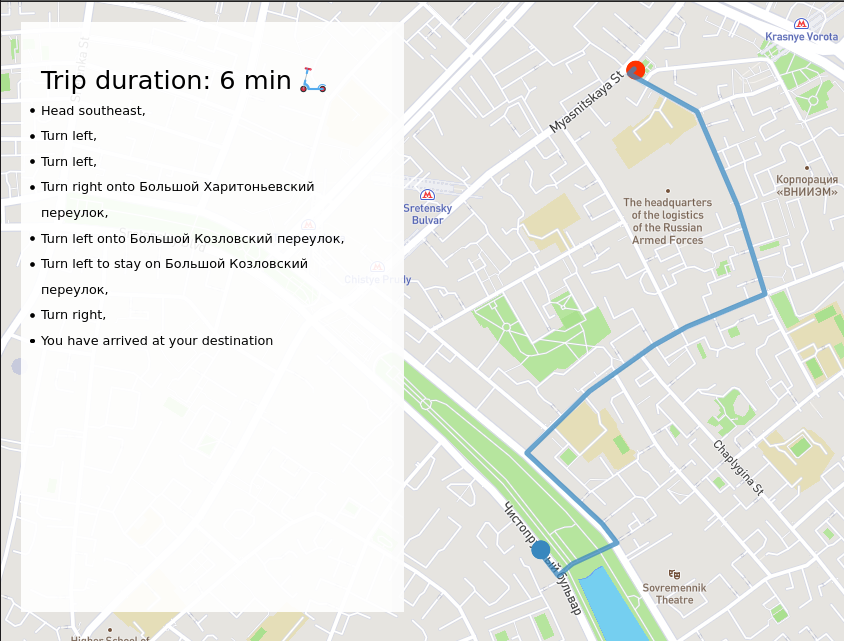 Trip duration: 6 min
Head southeast,
Turn left,
Turn left,
Turn right onto Большой Харитоньевский
переулок,
Turn left onto Большой Козловский переулок,
Turn left to stay on Большой Козловский
переулок,
Turn right,
You have arrived at your destination
Krasnye Vorota
Myasnitskaya St
Корпорация
«ВНИИЭМ»
Sretensky
Bulvar
The headquarters
of the logistics
of the Russian
Armed Forces
Chistye Prudy
Chaplygina St
Sovremennik
Theatre
Higher School of